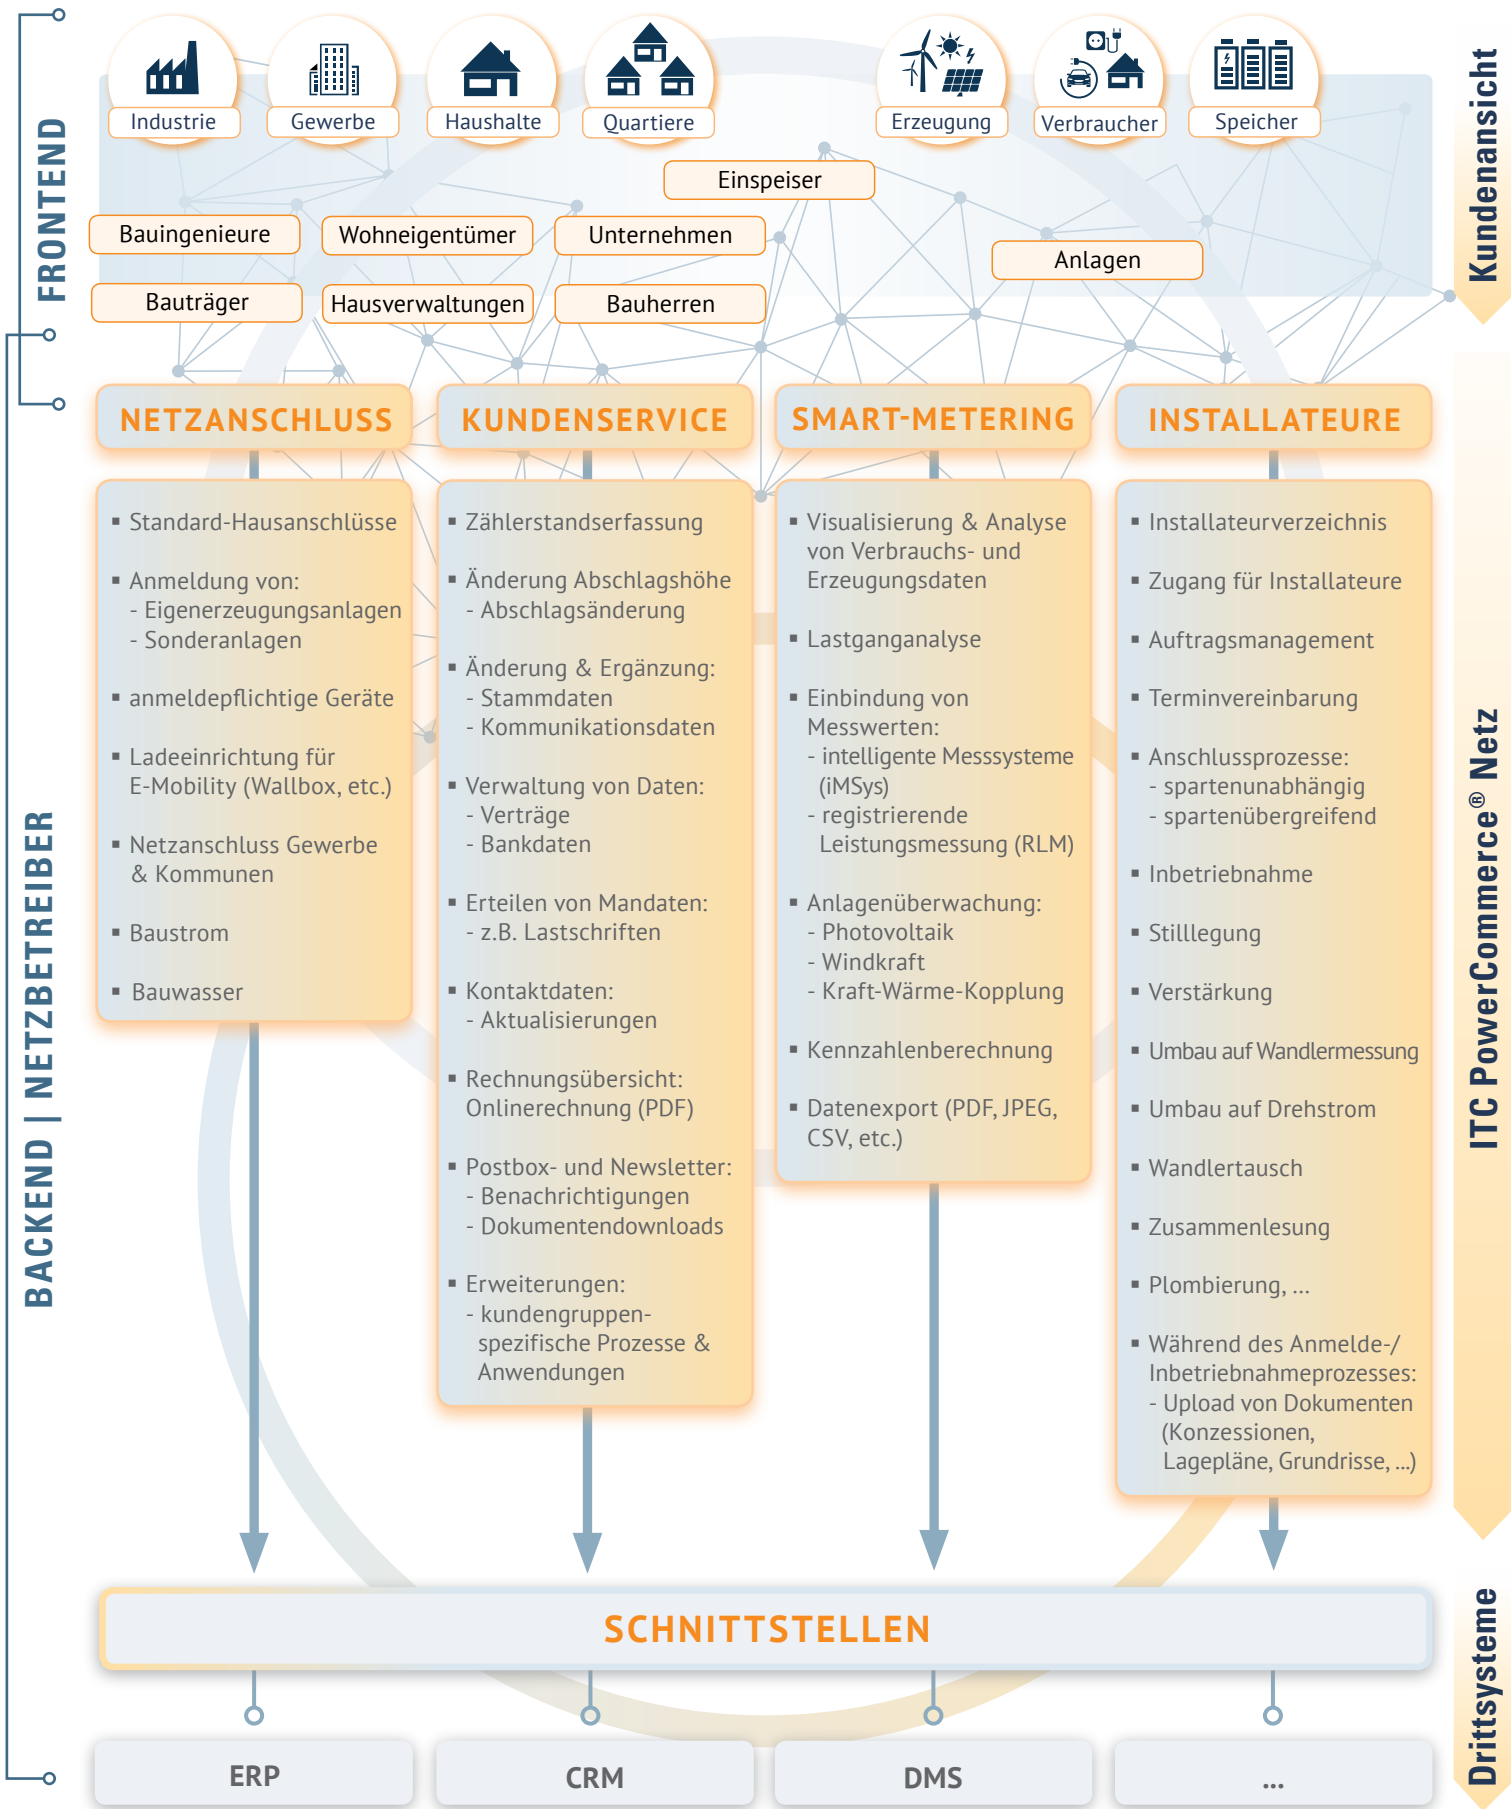 Industrie
Gewerbe
Haushalte
Quartiere
Erzeugung
Verbraucher
Speicher
FRONTEND
Kundenansicht
Einspeiser
Bauingenieure
Wohneigentümer
Unternehmen
Anlagen
Bauträger
Hausverwaltungen
Bauherren
BACKEND | NETZBETREIBER
ITC PowerCommerce® Netz
NETZANSCHLUSS
▪ Standard-Hausanschlüsse
▪ Anmeldung von:
- Eigenerzeugungsanlagen
- Sonderanlagen
▪ anmeldepflichtige Geräte
▪ Ladeeinrichtung für
E-Mobility (Wallbox, etc.)
▪ Netzanschluss Gewerbe
& Kommunen
▪ Baustrom
▪ Bauwasser
KUNDENSERVICE
▪ Zählerstandserfassung
▪ Änderung Abschlagshöhe
- Abschlagsänderung
▪ Änderung & Ergänzung:
- Stammdaten
- Kommunikationsdaten
▪ Verwaltung von Daten:
- Verträge
- Bankdaten
▪ Erteilen von Mandaten:
- z.B. Lastschriften
▪ Kontaktdaten:
- Aktualisierungen
▪ Rechnungsübersicht:
Onlinerechnung (PDF)
▪ Postbox- und Newsletter:
- Benachrichtigungen
- Dokumentendownloads
▪ Erweiterungen:
- kundengruppen-
spezifische Prozesse &
Anwendungen
SMART-METERING
▪ Visualisierung & Analyse
von Verbrauchs- und
Erzeugungsdaten
▪ Lastganganalyse
▪ Einbindung von
Messwerten:
- intelligente Messsysteme
(iMSys)
- registrierende
Leistungsmessung (RLM)
▪ Anlagenüberwachung:
- Photovoltaik
- Windkraft
- Kraft-Wärme-Kopplung
▪ Kennzahlenberechnung
▪ Datenexport (PDF, JPEG,
CSV, etc.)
INSTALLATEURE
▪ Installateurverzeichnis
▪ Zugang für Installateure
▪ Auftragsmanagement
▪ Terminvereinbarung
▪ Anschlussprozesse:
- spartenunabhängig
- spartenübergreifend
▪ Inbetriebnahme
▪ Stilllegung
▪ Verstärkung
▪ Umbau auf Wandlermessung
▪ Umbau auf Drehstrom
▪ Wandlertausch
▪ Zusammenlesung
▪ Plombierung, ...
▪ Während des Anmelde-/
Inbetriebnahmeprozesses:
- Upload von Dokumenten
(Konzessionen,
Lagepläne, Grundrisse, ...)
SCHNITTSTELLEN
Drittsysteme
ERP
CRM
DMS
...